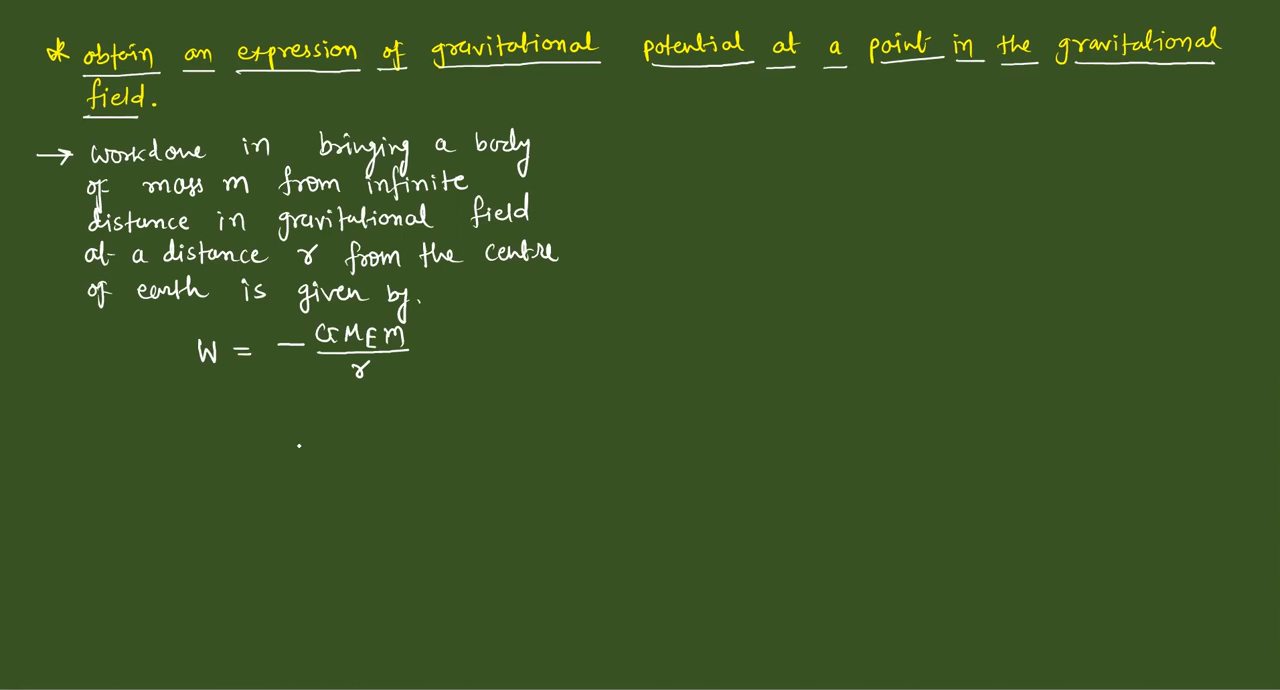 * obtain an expression of gravitational potential at a point in the gravitational
field.
→ workdone in bringing a body
of mass m from infinite
distance in gravitational field
at a distance r from the centre
of earth is given by.
W = - GM_E m / r